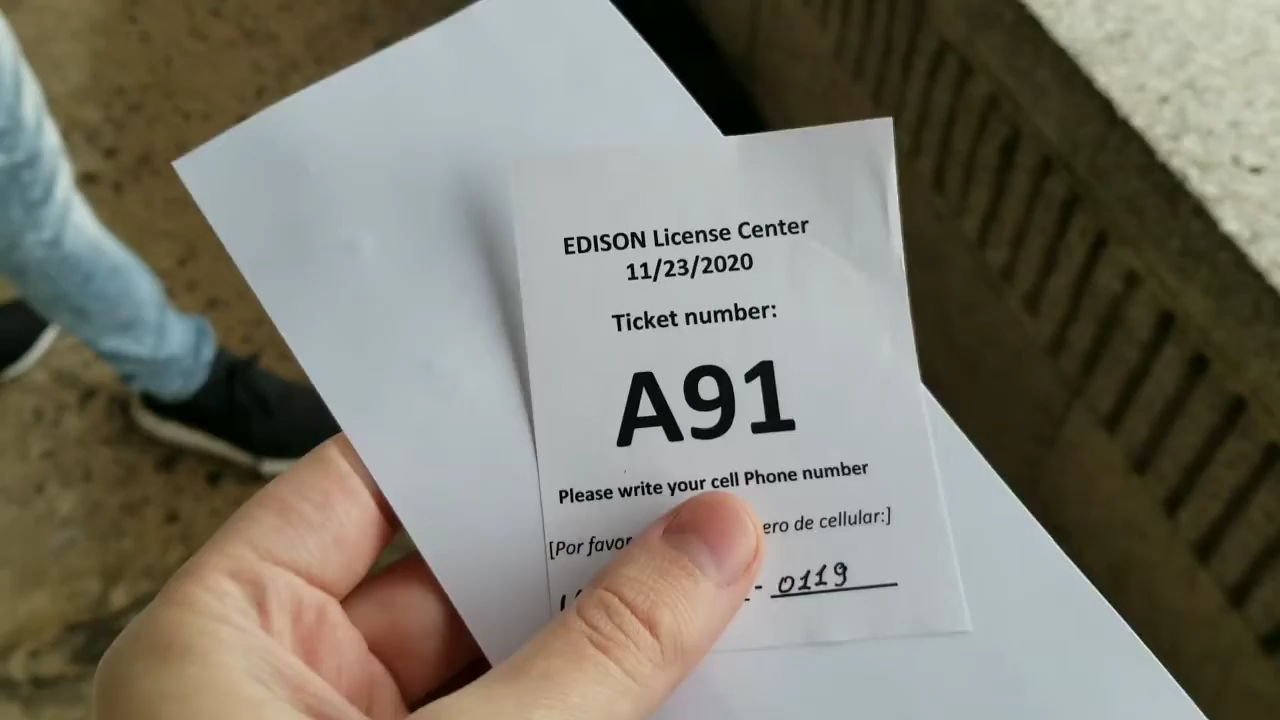 EDISON License Center
11/23/2020
Ticket number:
A91
Please write your cell Phone number
[Por favor ero de cellular:]
- 0119